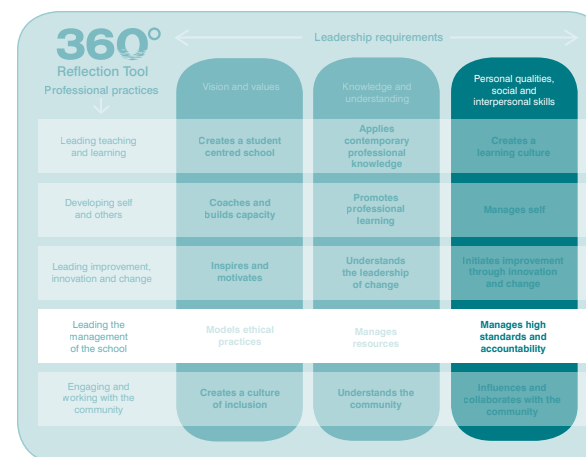 360°
Reflection Tool
Professional practices
Leadership requirements
Vision and values
Knowledge and
understanding
Personal qualities,
social and
interpersonal skills
Leading teaching
and learning
Creates a student
centred school
Applies
contemporary
professional
knowledge
Creates a
learning culture
Developing self
and others
Coaches and
builds capacity
Promotes
professional
learning
Manages self
Leading improvement,
innovation and change
Inspires and
motivates
Understands
the leadership
of change
Initiates improvement
through innovation
and change
Leading the
management
of the school
Models ethical
practices
Manages
resources
Manages high
standards and
accountability
Engaging and
working with the
community
Creates a culture
of inclusion
Understands the
community
Influences and
collaborates with the
community